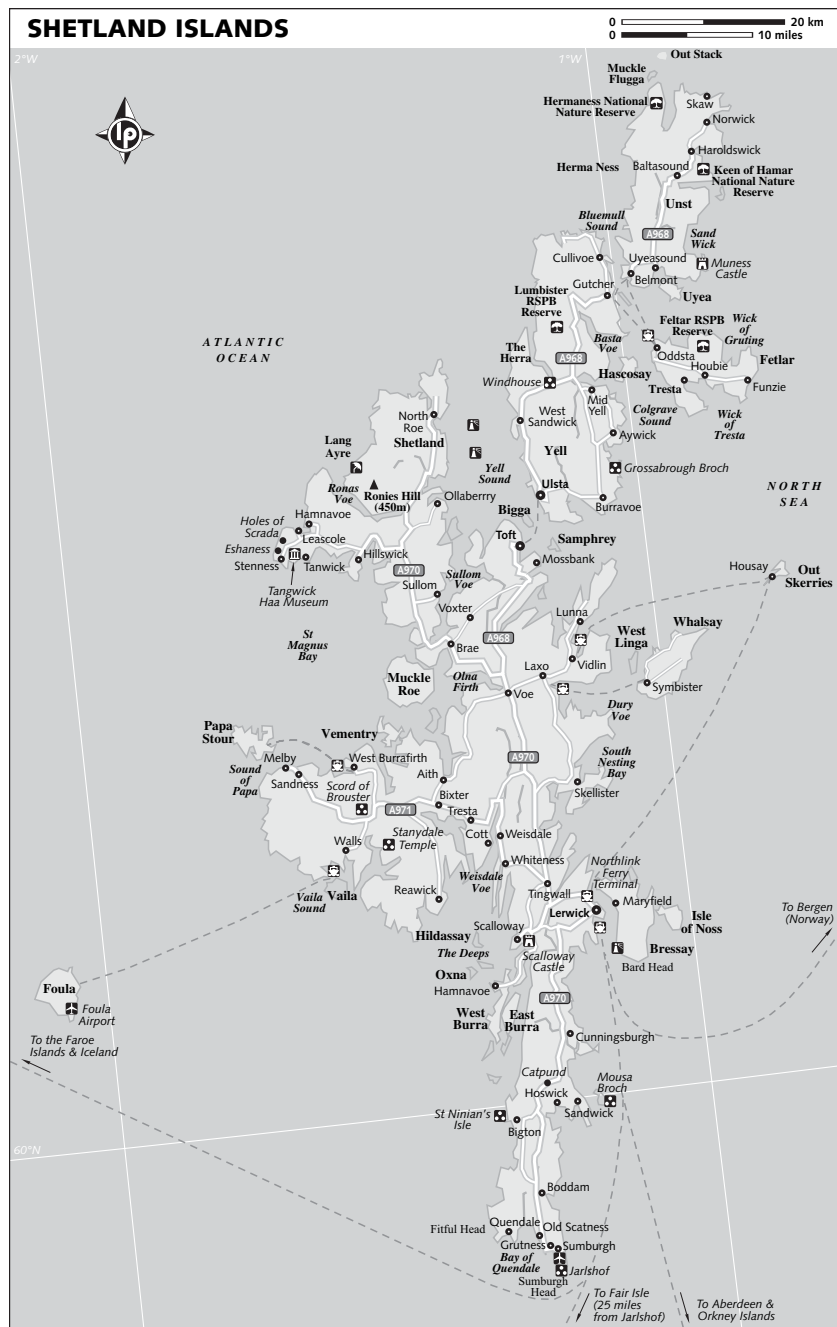 SHETLAND ISLANDS
0 20 km
0 10 miles
2°W
1°W
Out Stack
Muckle
Flugga
Hermaness National
Nature Reserve
Skaw
Norwick
lp
Haroldswick
Herma Ness
Baltasound
Keen of Hamar
National Nature
Reserve
Unst
Bluemull
Sound
A968
Sand
Wick
Cullivoe
Uyeasound
Muness
Castle
Belmont
Gutcher
Uyea
Lumbister
RSPB
Reserve
Feltar RSPB
Reserve
Wick
of
Gruting
ATLANTIC
OCEAN
The
Herra
Basta
Voe
Oddsta
A968
Houbie
Fetlar
Hascosay
Windhouse
Tresta
Funzie
Mid
Yell
North
Roe
West
Sandwick
Colgrave
Sound
Wick
of
Tresta
Shetland
Aywick
Lang
Ayre
Yell
Yell
Sound
Grossabrough Broch
Ronas
Voe
Ronies Hill
(450m)
Ollaberrry
Ulsta
NORTH
SEA
Bigga
Burravoe
Hamnavoe
Holes of
Scrada
Leascole
Toft
Samphrey
Eshaness
Stenness
Tanwick
Hillswick
Mossbank
Housay
Out
Skerries
A970
Tangwick
Haa Museum
Sullom
Sullom
Voe
Voxter
Lunna
Whalsay
St
Magnus
Bay
A968
West
Linga
Brae
Vidlin
Muckle
Roe
Olna
Firth
Laxo
Symbister
Voe
Dury
Voe
Papa
Stour
Vementry
Melby
West Burrafirth
A970
South
Nesting
Bay
Sound
of
Papa
Sandness
Aith
Scord of
Brouster
Skellister
Bixter
A971
Tresta
Stanydale
Temple
Cott
Weisdale
Walls
Whiteness
Northlink
Ferry
Terminal
Weisdale
Voe
Vaila
Sound
Vaila
Reawick
Tingwall
Maryfield
Lerwick
Isle
of Noss
To Bergen
(Norway)
Hildassay
Scalloway
The Deeps
Scalloway
Castle
Bressay
Bard Head
Oxna
Foula
Hamnavoe
A970
Foula
Airport
West
Burra
East
Burra
To the Faroe
Islands & Iceland
Cunningsburgh
Catpund
Mousa
Broch
Hoswick
St Ninian's
Isle
Sandwick
Bigton
60°N
Boddam
Fitful Head
Quendale
Old Scatness
Grutness
Sumburgh
Bay of
Quendale
Jarlshof
Sumburgh
Head
To Fair Isle
(25 miles
from Jarlshof)
To Aberdeen &
Orkney Islands